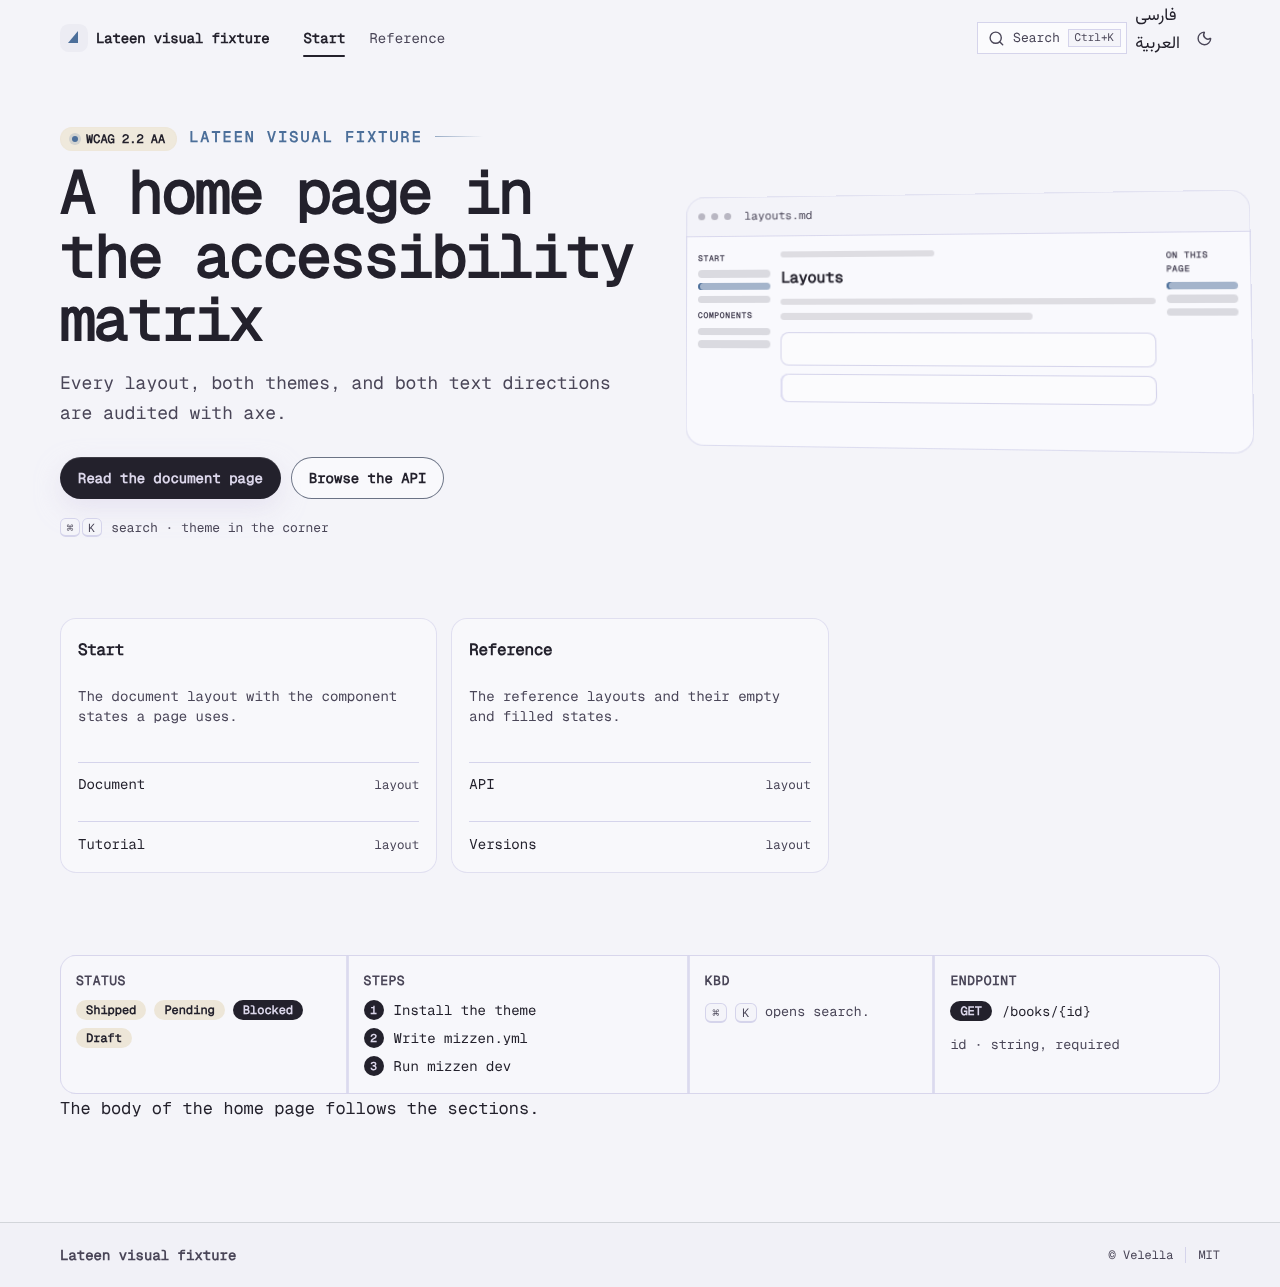 Lateen visual fixture
Start
Reference
Search
Ctrl+K
فارسی
العربية
WCAG 2.2 AA
LATEEN VISUAL FIXTURE
A home page in
the accessibility
matrix
Every layout, both themes, and both text directions
are audited with axe.
Read the document page
Browse the API
⌘ K search · theme in the corner
layouts.md
START
COMPONENTS
Layouts
ON THIS
PAGE
Start
The document layout with the component
states a page uses.
Document layout
Tutorial layout
Reference
The reference layouts and their empty
and filled states.
API layout
Versions layout
STATUS
Shipped Pending Blocked
Draft
STEPS
1 Install the theme
2 Write mizzen.yml
3 Run mizzen dev
KBD
⌘ K opens search.
ENDPOINT
GET /books/{id}
id · string, required
The body of the home page follows the sections.
Lateen visual fixture
© Velella
MIT